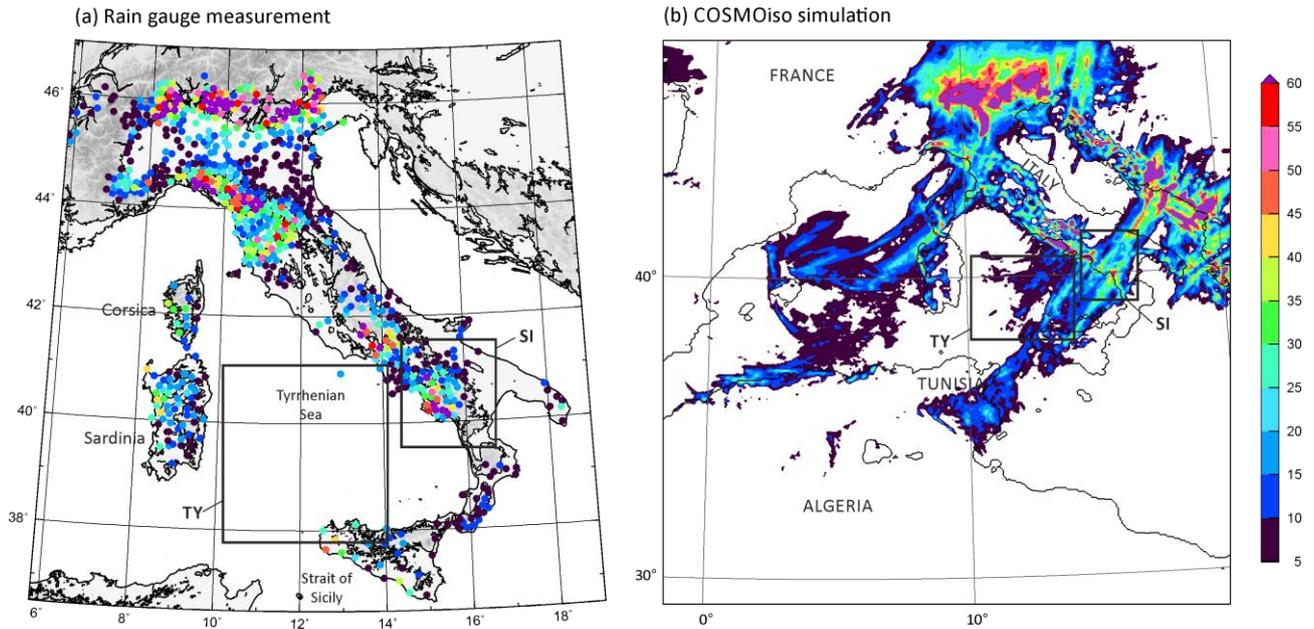 (a) Rain gauge measurement
46°
44°
42°
40°
38°
6°
8°
10°
12°
14°
16°
18°
Corsica
Sardinia
Tyrrhenian
Sea
SI
TY
Strait of
Sicily
(b) COSMOiso simulation
FRANCE
ITALY
40°
TY
SI
TUNISIA
ALGERIA
30°
0°
10°
60
55
50
45
40
35
30
25
20
15
10
5